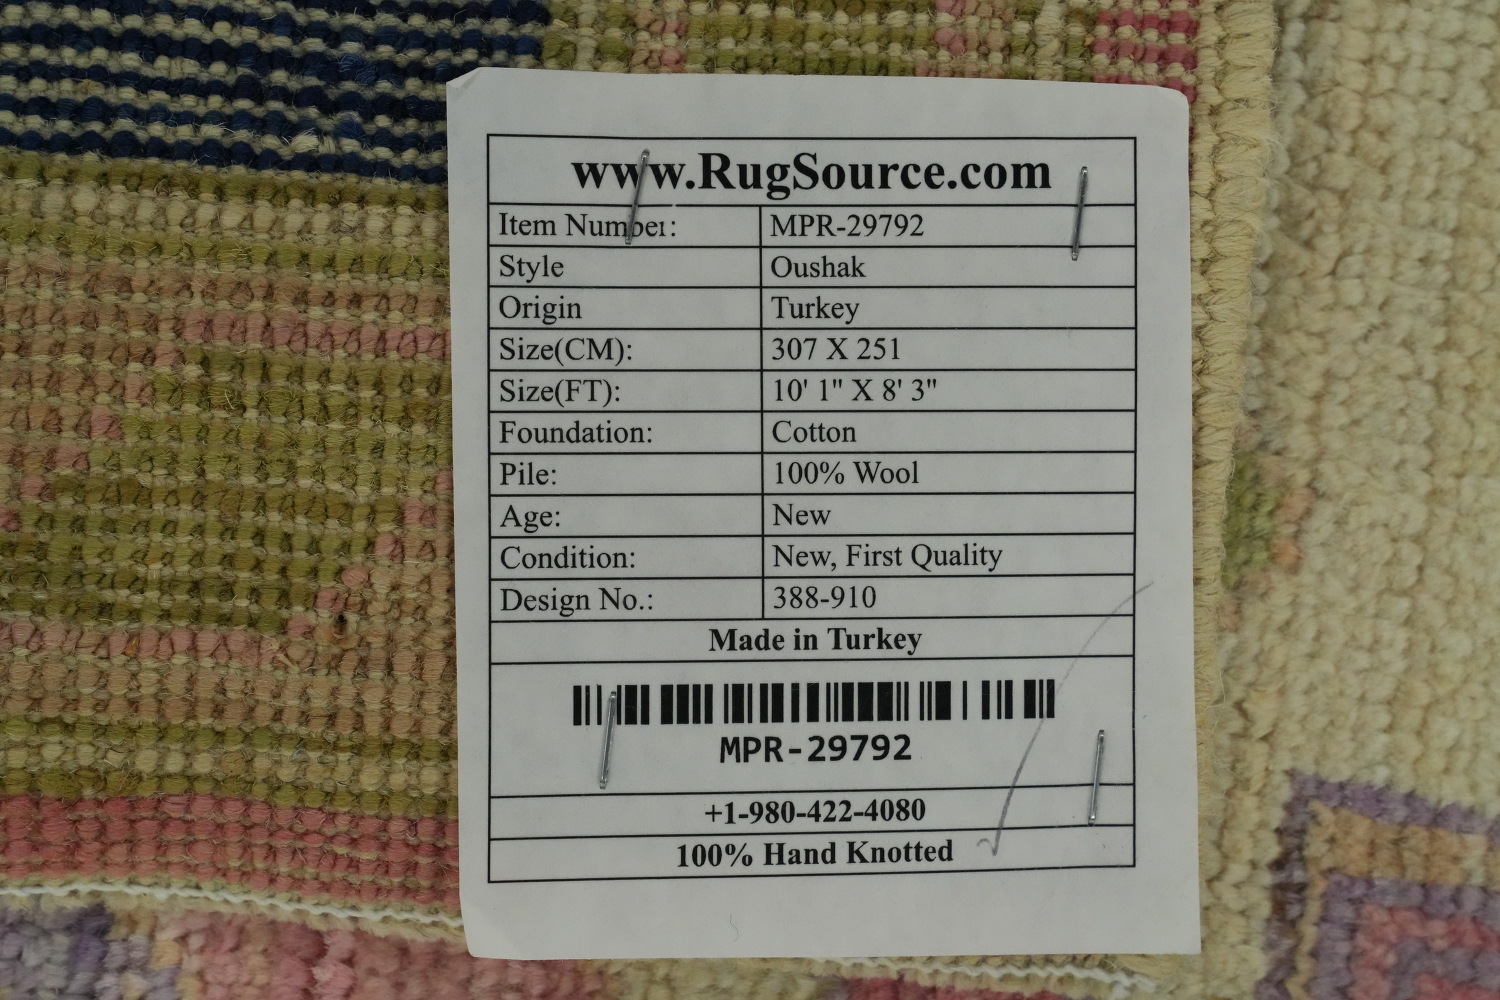 www.RugSource.com
Item Number: MPR-29792
Style Oushak
Origin Turkey
Size(CM): 307 X 251
Size(FT): 10' 1" X 8' 3"
Foundation: Cotton
Pile: 100% Wool
Age: New
Condition: New, First Quality
Design No.: 388-910
Made in Turkey
MPR-29792
+1-980-422-4080
100% Hand Knotted